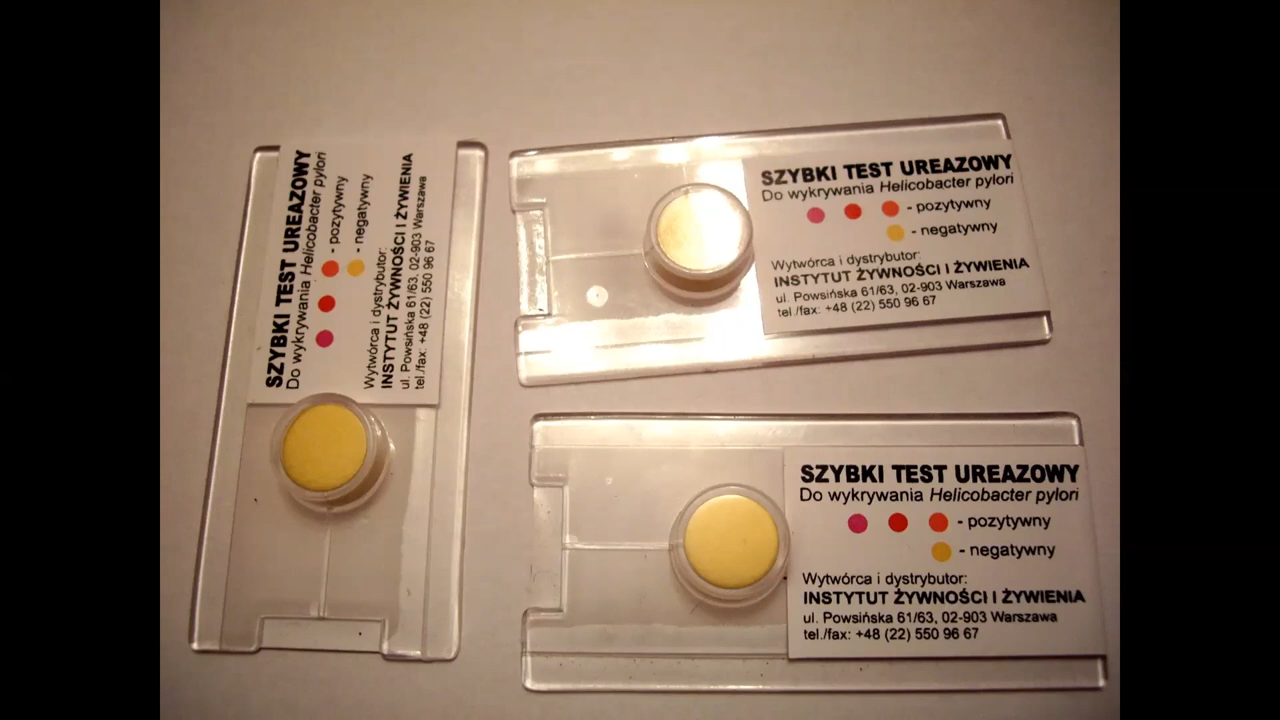 SZYBKI TEST UREAZOWY
Do wykrywania Helicobacter pylori
- pozytywny
- negatywny
Wytwórca i dystrybutor:
INSTYTUT ŻYWNOŚCI I ŻYWIENIA
ul. Powsińska 61/63, 02-903 Warszawa
tel./fax: +48 (22) 550 96 67
SZYBKI TEST UREAZOWY
Do wykrywania Helicobacter pylori
- pozytywny
- negatywny
Wytwórca i dystrybutor:
INSTYTUT ŻYWNOŚCI I ŻYWIENIA
ul. Powsińska 61/63, 02-903 Warszawa
tel./fax: +48 (22) 550 96 67
SZYBKI TEST UREAZOWY
Do wykrywania Helicobacter pylori
- pozytywny
- negatywny
Wytwórca i dystrybutor:
INSTYTUT ŻYWNOŚCI I ŻYWIENIA
ul. Powsińska 61/63, 02-903 Warszawa
tel./fax: +48 (22) 550 96 67